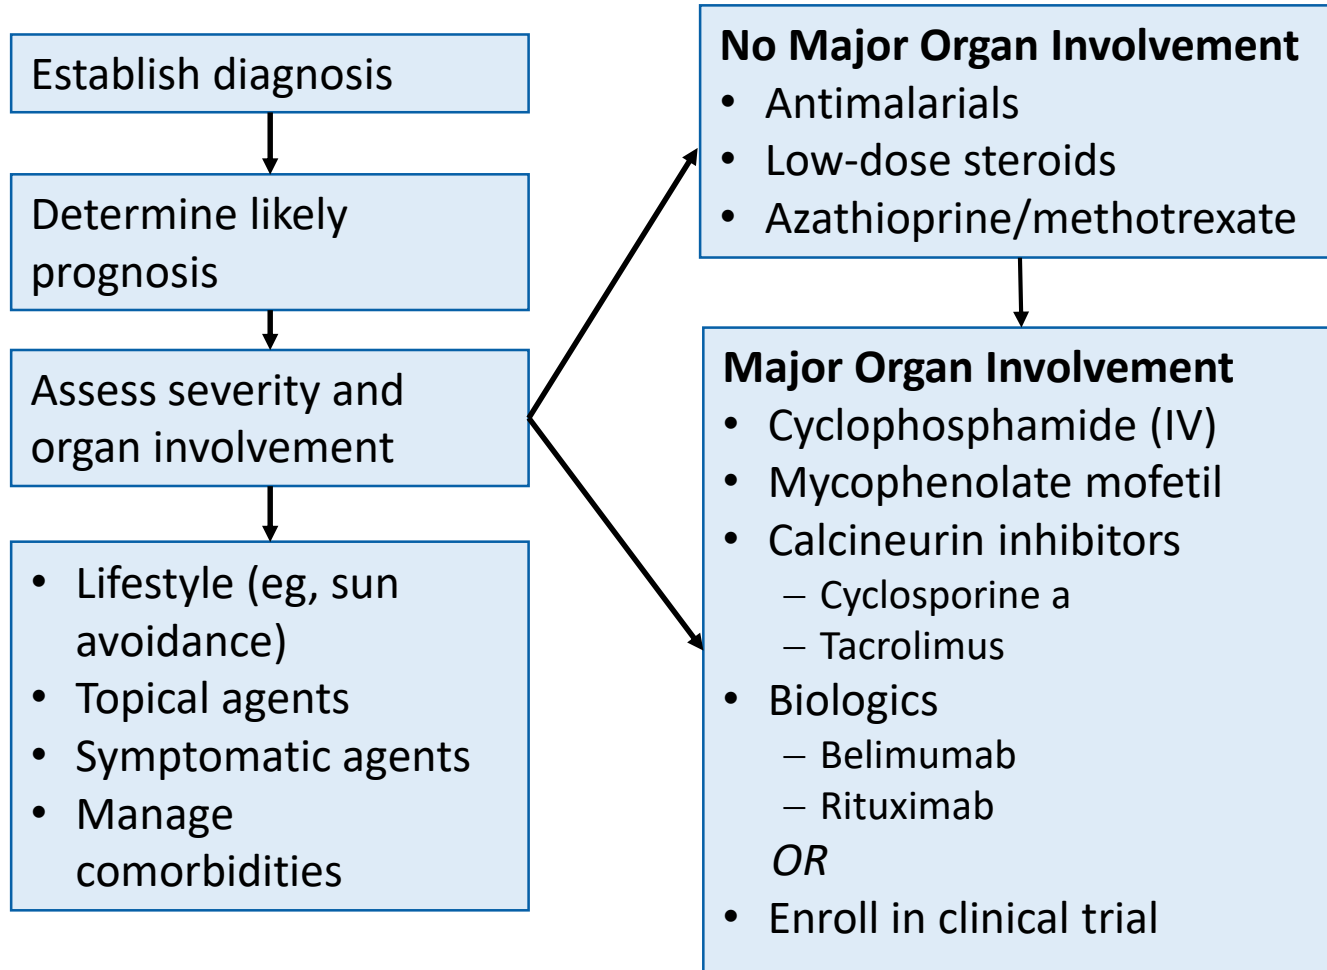 Establish diagnosis
Determine likely
prognosis
Assess severity and
organ involvement
• Lifestyle (eg, sun
avoidance)
• Topical agents
• Symptomatic agents
• Manage
comorbidities
No Major Organ Involvement
• Antimalarials
• Low-dose steroids
• Azathioprine/methotrexate
Major Organ Involvement
• Cyclophosphamide (IV)
• Mycophenolate mofetil
• Calcineurin inhibitors
– Cyclosporine a
– Tacrolimus
• Biologics
– Belimumab
– Rituximab
OR
• Enroll in clinical trial